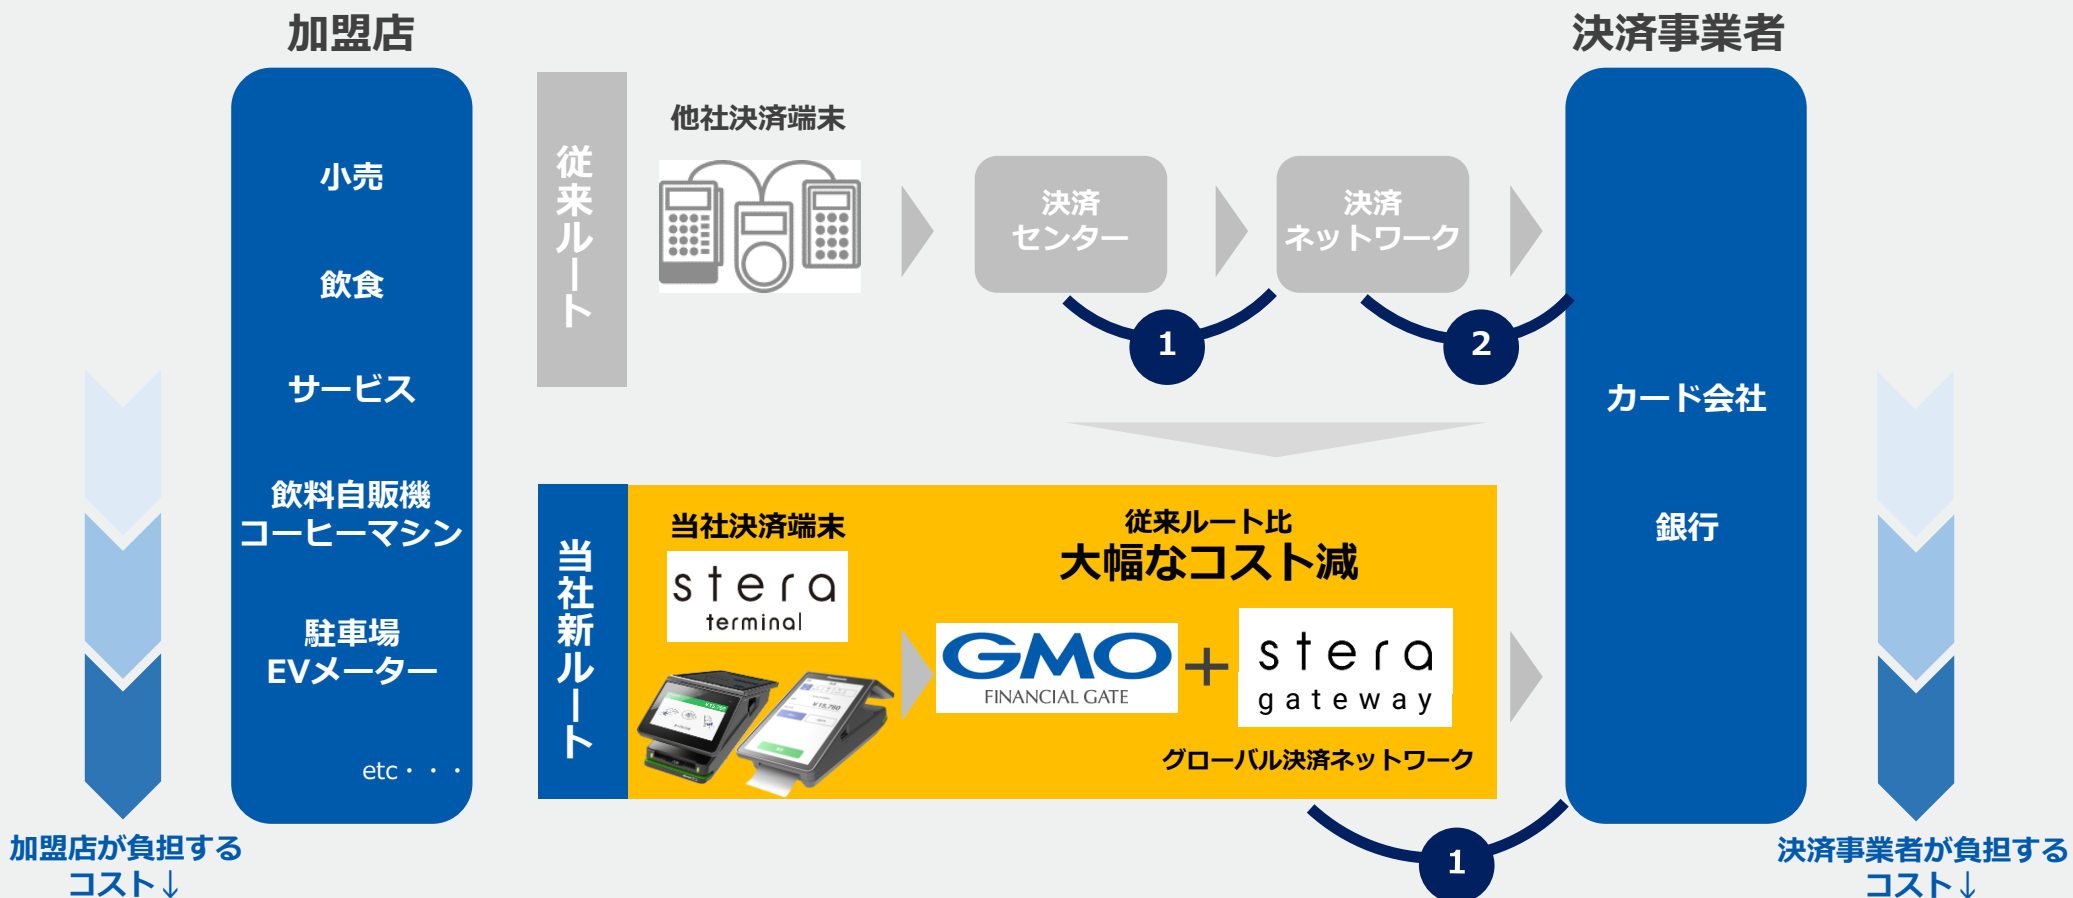 加盟店
決済事業者
小売
飲食
サービス
飲料自販機
コーヒーマシン
駐車場
EVメーター
etc・・・
従来ルート
他社決済端末
決済
センター
決済
ネットワーク
1
2
当社新ルート
当社決済端末
stera
terminal
従来ルート比
大幅なコスト減
GMO
FINANCIAL GATE
+
stera
gateway
グローバル決済ネットワーク
1
カード会社
銀行
加盟店が負担する
コスト↓
決済事業者が負担する
コスト↓